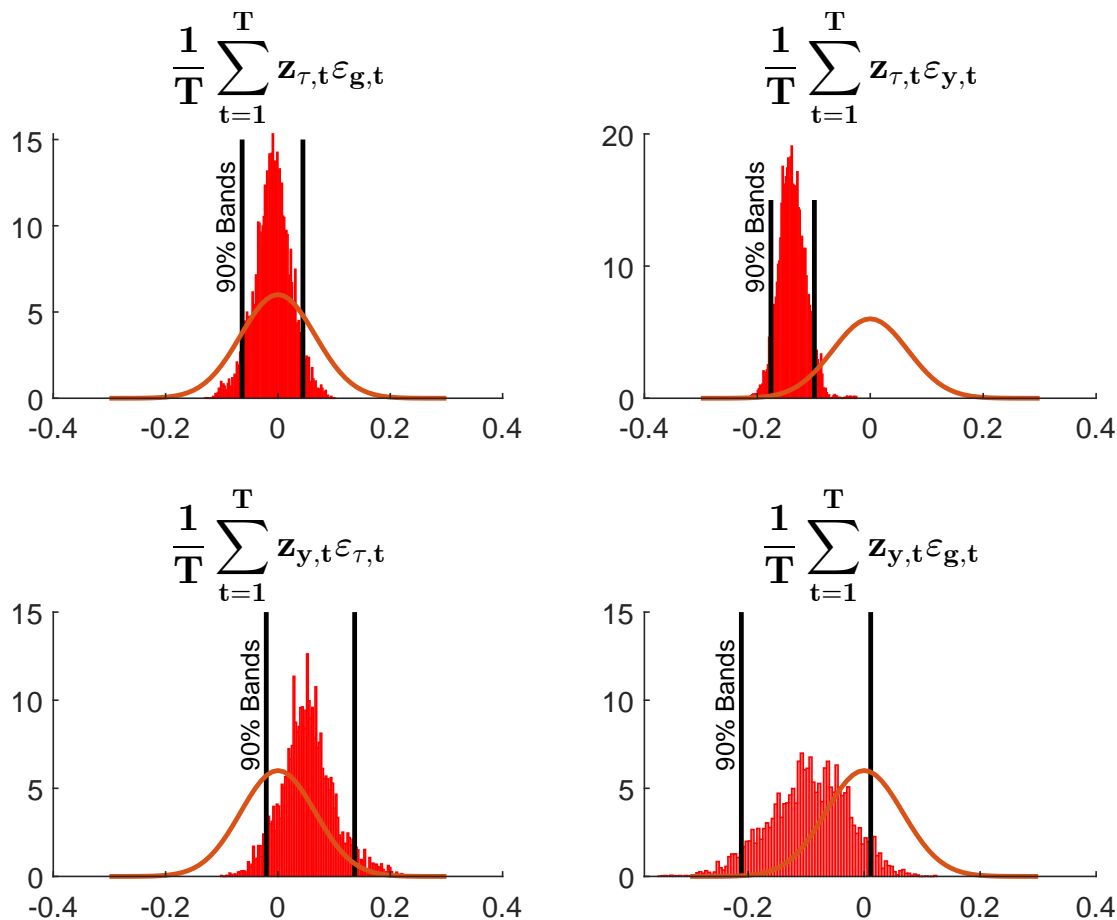 1/T ∑_{t=1}^{T} z_{τ,t} ε_{g,t}
15
10
5
0
90% Bands
-0.4 -0.2 0 0.2 0.4
1/T ∑_{t=1}^{T} z_{τ,t} ε_{y,t}
20
10
0
90% Bands
-0.4 -0.2 0 0.2 0.4
1/T ∑_{t=1}^{T} z_{y,t} ε_{τ,t}
15
10
5
0
90% Bands
-0.4 -0.2 0 0.2 0.4
1/T ∑_{t=1}^{T} z_{y,t} ε_{g,t}
15
10
5
0
90% Bands
-0.4 -0.2 0 0.2 0.4